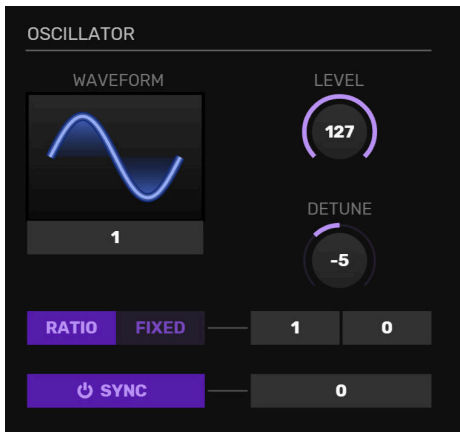 OSCILLATOR
WAVEFORM
LEVEL
127
1
DETUNE
-5
RATIO FIXED 1 0
SYNC 0